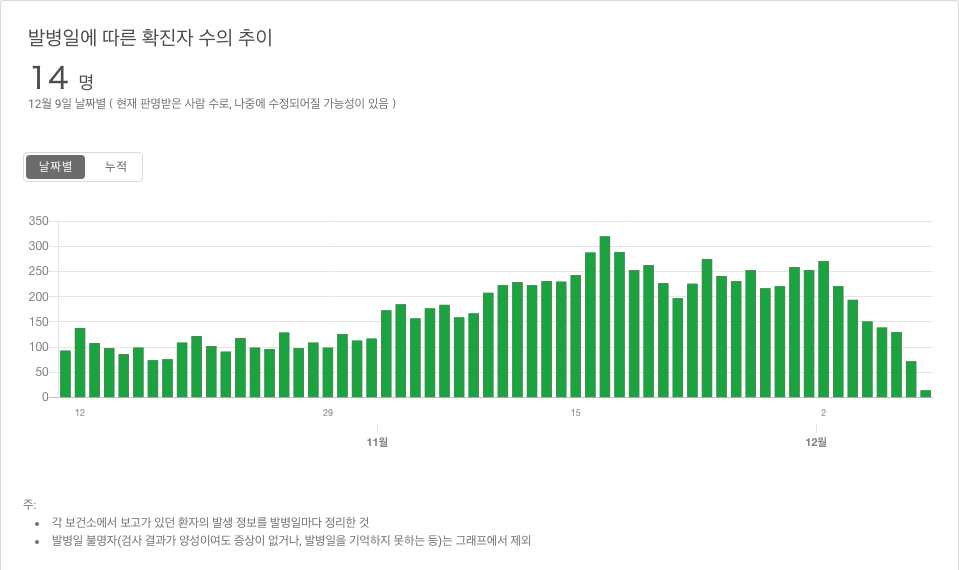 발병일에 따른 확진자 수의 추이
14 명
12월 9일 날짜별 ( 현재 판명받은 사람 수로, 나중에 수정되어질 가능성이 있음 )
날짜별 누적
350
300
250
200
150
100
50
0
12 29 15 2
11월 12월
주:
• 각 보건소에서 보고가 있던 환자의 발생 정보를 발병일마다 정리한 것
• 발병일 불명자(검사 결과가 양성이여도 증상이 없거나, 발병일을 기억하지 못하는 등)는 그래프에서 제외